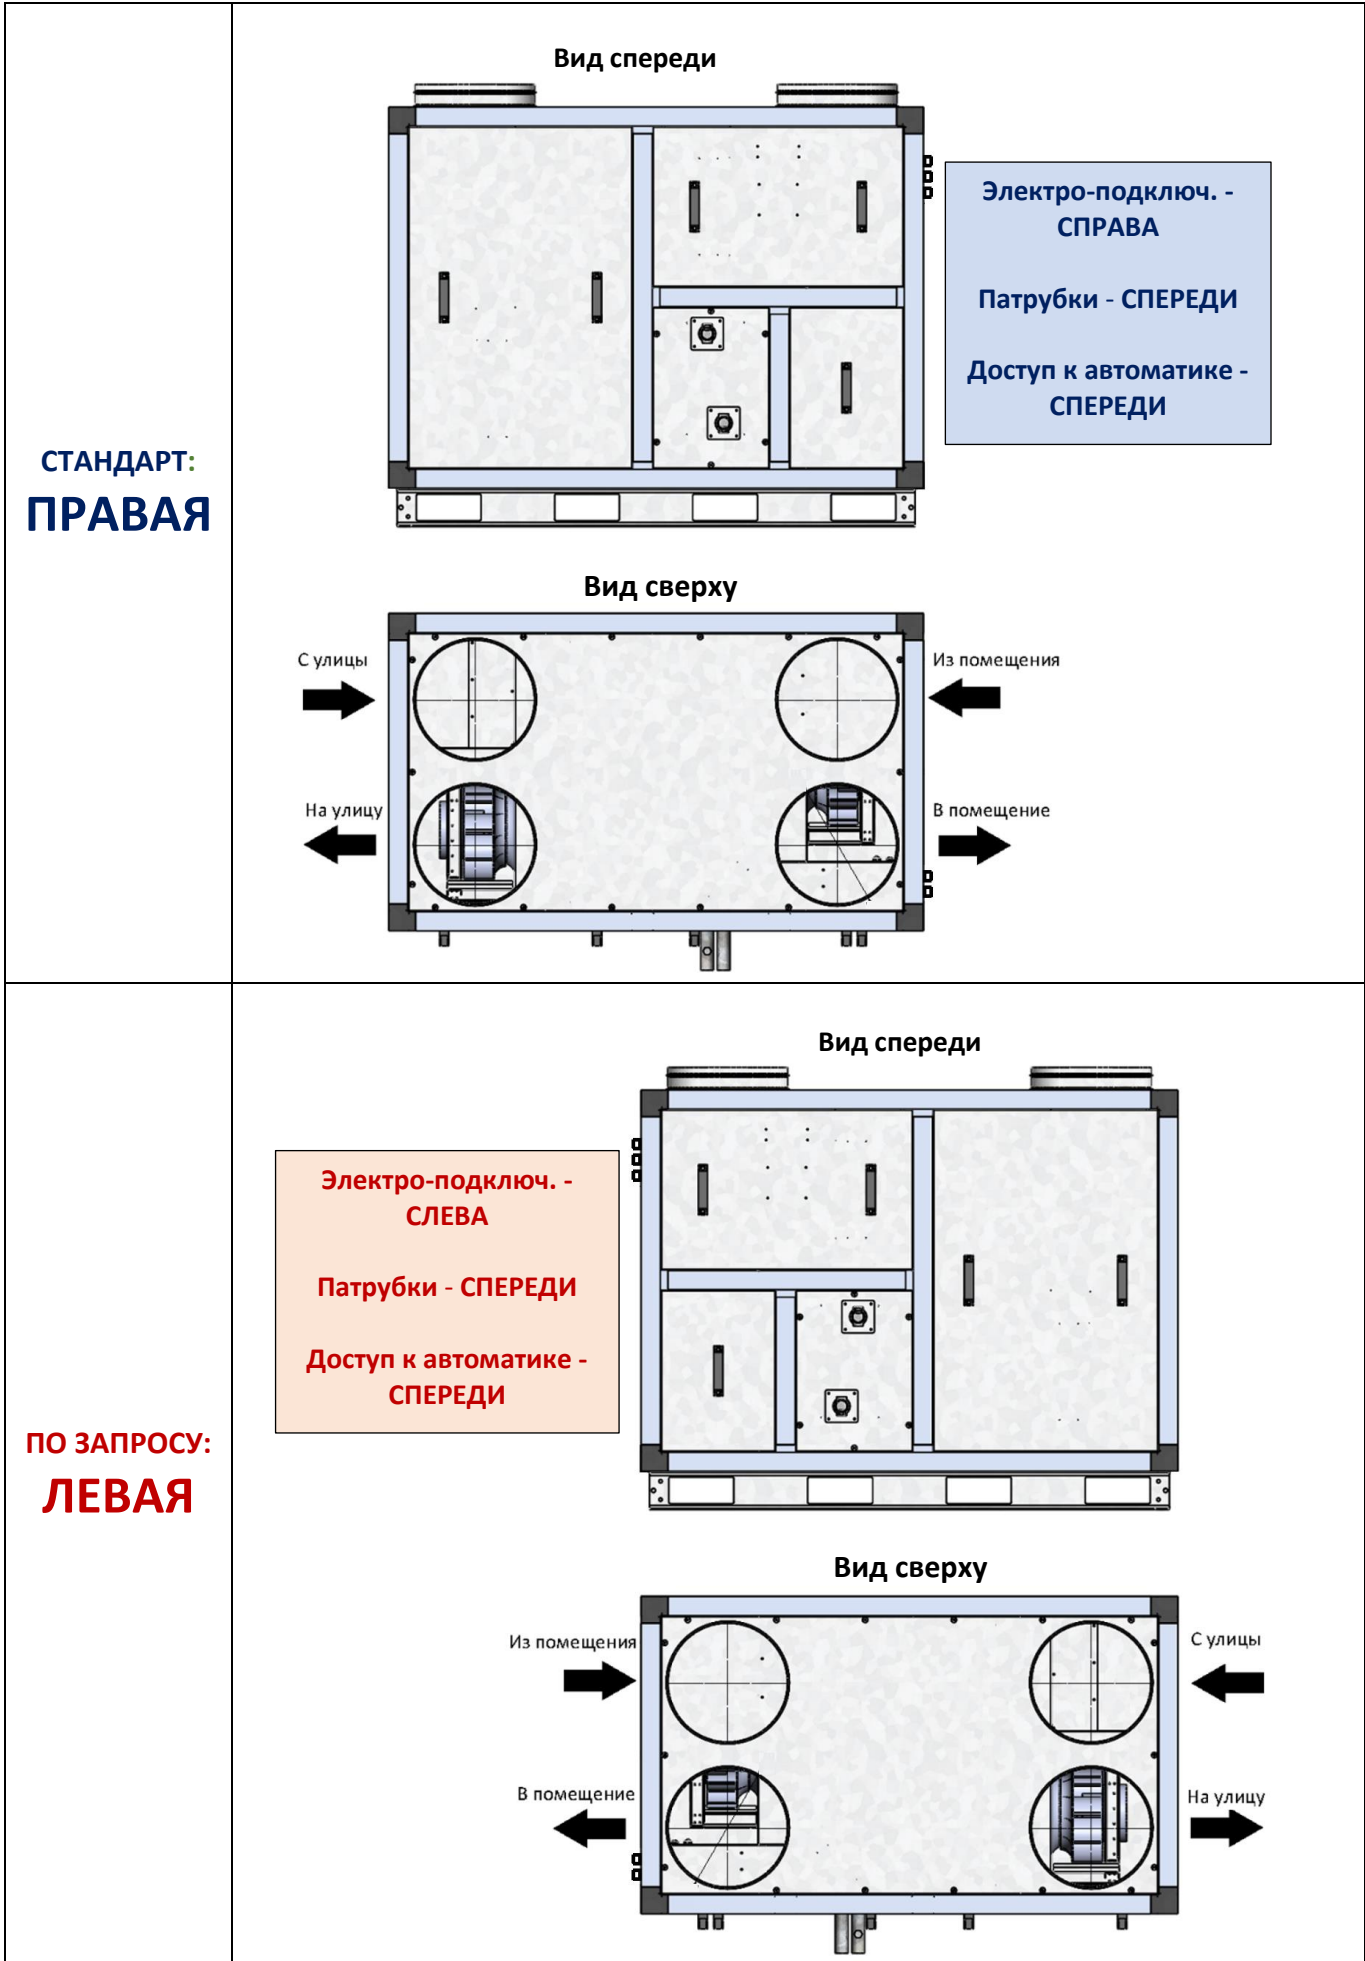 Вид спереди
Электро-подключ. -
СПРАВА
Патрубки - СПЕРЕДИ
Доступ к автоматике -
СПЕРЕДИ
СТАНДАРТ:
ПРАВАЯ
Вид сверху
С улицы
Из помещения
На улицу
В помещение
Вид спереди
Электро-подключ. -
СЛЕВА
Патрубки - СПЕРЕДИ
Доступ к автоматике -
СПЕРЕДИ
ПО ЗАПРОСУ:
ЛЕВАЯ
Вид сверху
Из помещения
С улицы
В помещение
На улицу